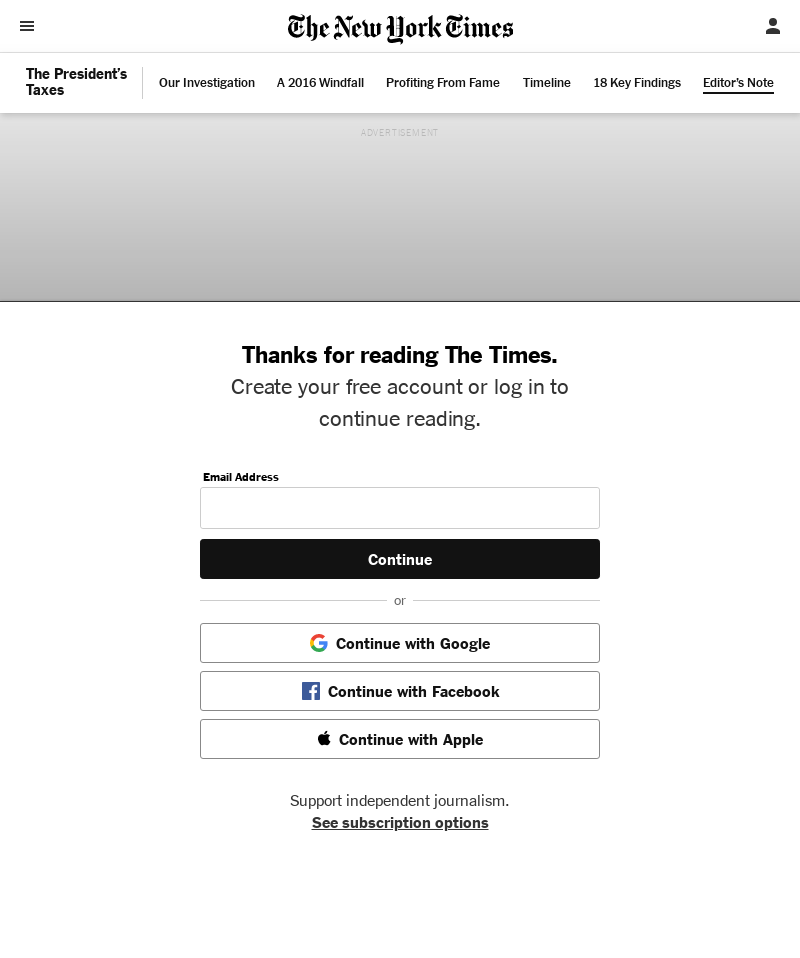 The New York Times
The President’s
Taxes
Our Investigation
A 2016 Windfall
Profiting From Fame
Timeline
18 Key Findings
Editor’s Note
ADVERTISEMENT
Thanks for reading The Times.
Create your free account or log in to
continue reading.
Email Address
Continue
or
Continue with Google
Continue with Facebook
Continue with Apple
Support independent journalism.
See subscription options